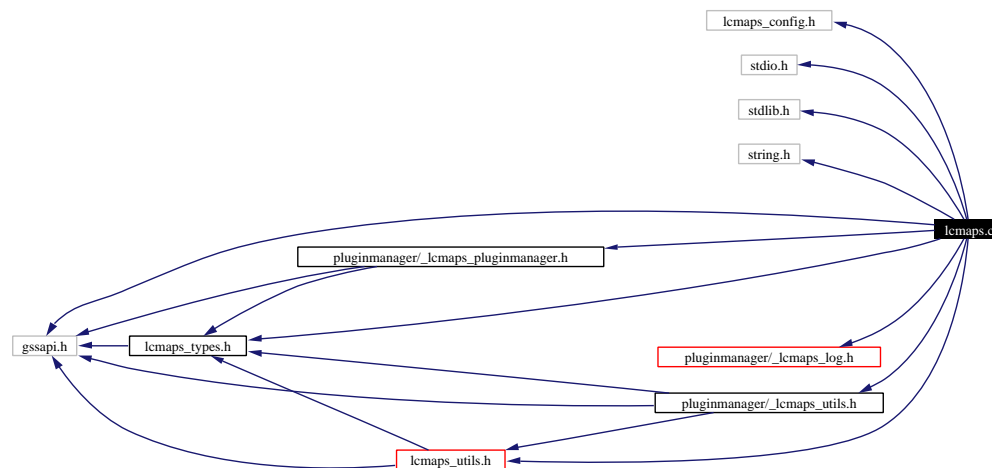 lcmaps_config.h
stdio.h
stdlib.h
string.h
lcmaps.c
pluginmanager/_lcmaps_pluginmanager.h
gssapi.h
lcmaps_types.h
pluginmanager/_lcmaps_log.h
pluginmanager/_lcmaps_utils.h
lcmaps_utils.h